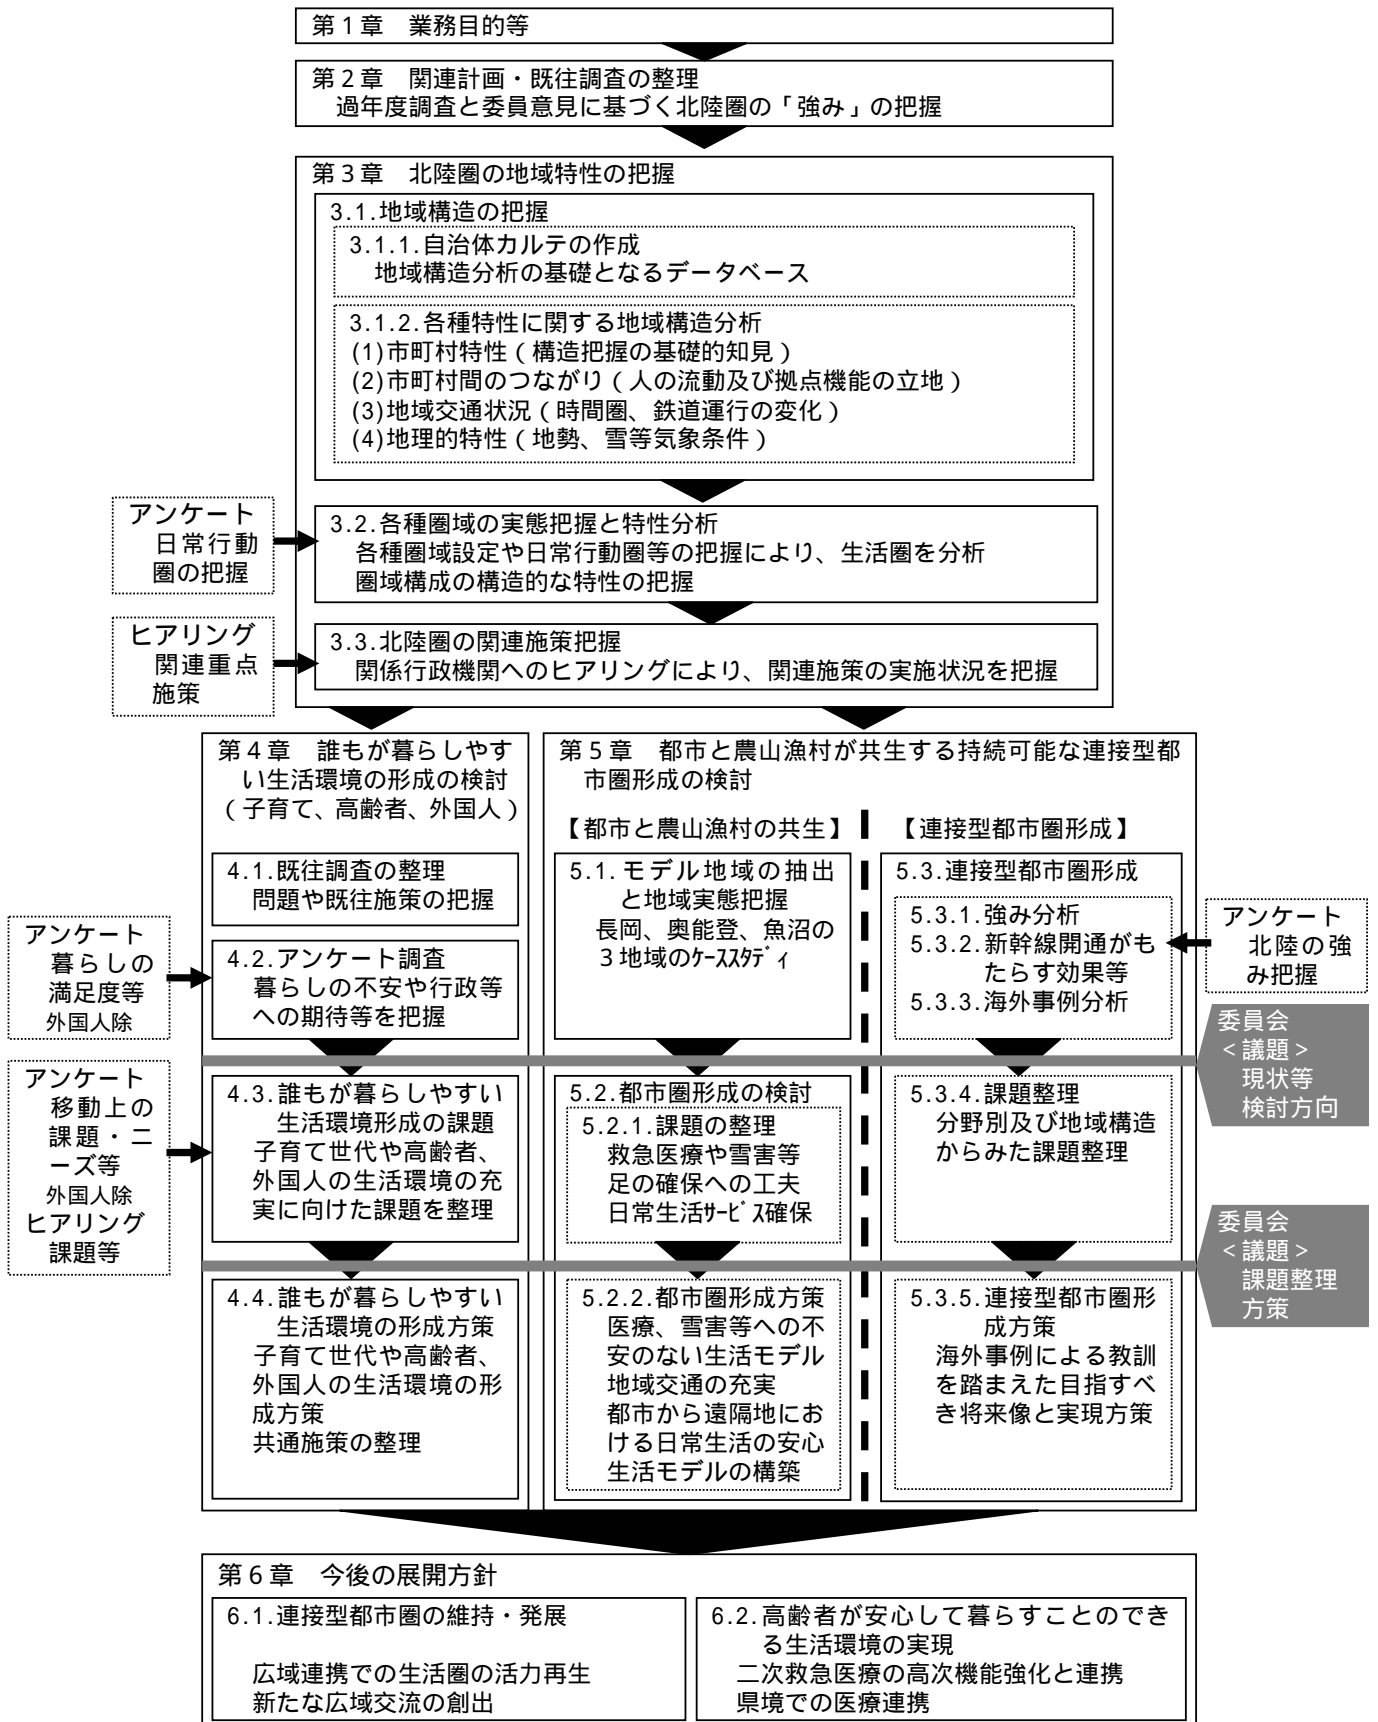 第1章　業務目的等
第2章　関連計画・既往調査の整理
過年度調査と委員意見に基づく北陸圏の「強み」の把握
第3章　北陸圏の地域特性の把握
3.1.地域構造の把握
3.1.1.自治体カルテの作成
地域構造分析の基礎となるデータベース
3.1.2.各種特性に関する地域構造分析
(1)市町村特性（構造把握の基礎的知見）
(2)市町村間のつながり（人の流動及び拠点機能の立地）
(3)地域交通状況（時間圏、鉄道運行の変化）
(4)地理的特性（地勢、雪等気象条件）
アンケート
日常行動
圏の把握
3.2.各種圏域の実態把握と特性分析
各種圏域設定や日常行動圏等の把握により、生活圏を分析
圏域構成の構造的な特性の把握
ヒアリング
関連重点
施策
3.3.北陸圏の関連施策把握
関係行政機関へのヒアリングにより、関連施策の実施状況を把握
第4章　誰もが暮らしやす
い生活環境の形成の検討
（子育て、高齢者、外国人）
4.1.既往調査の整理
問題や既往施策の把握
アンケート
暮らしの
満足度等
外国人除
4.2.アンケート調査
暮らしの不安や行政等
への期待等を把握
アンケート
移動上の
課題・ニ
ーズ等
外国人除
ヒアリング
課題等
4.3.誰もが暮らしやすい
生活環境形成の課題
子育て世代や高齢者、
外国人の生活環境の充
実に向けた課題を整理
4.4.誰もが暮らしやすい
生活環境の形成方策
子育て世代や高齢者、
外国人の生活環境の形
成方策
共通施策の整理
第5章　都市と農山漁村が共生する持続可能な連接型都
市圏形成の検討
【都市と農山漁村の共生】
5.1.モデル地域の抽出
と地域実態把握
長岡、奥能登、魚沼の
3地域のｹｰｽｽﾀﾃﾞｨ
5.2.都市圏形成の検討
5.2.1.課題の整理
救急医療や雪害等
足の確保への工夫
日常生活ｻｰﾋﾞｽ確保
5.2.2.都市圏形成方策
医療、雪害等への不
安のない生活モデル
地域交通の充実
都市から遠隔地にお
ける日常生活の安心
生活モデルの構築
【連接型都市圏形成】
5.3.連接型都市圏形成
5.3.1.強み分析
5.3.2.新幹線開通がも
たらす効果等
5.3.3.海外事例分析
アンケート
北陸の強
み把握
委員会
＜議題＞
現状等
検討方向
5.3.4.課題整理
分野別及び地域構造
からみた課題整理
委員会
＜議題＞
課題整理
方策
5.3.5.連接型都市圏形
成方策
海外事例による教訓
を踏まえた目指すべ
き将来像と実現方策
第6章　今後の展開方針
6.1.連接型都市圏の維持・発展
広域連携での生活圏の活力再生
新たな広域交流の創出
6.2.高齢者が安心して暮らすことのでき
る生活環境の実現
二次救急医療の高次機能強化と連携
県境での医療連携